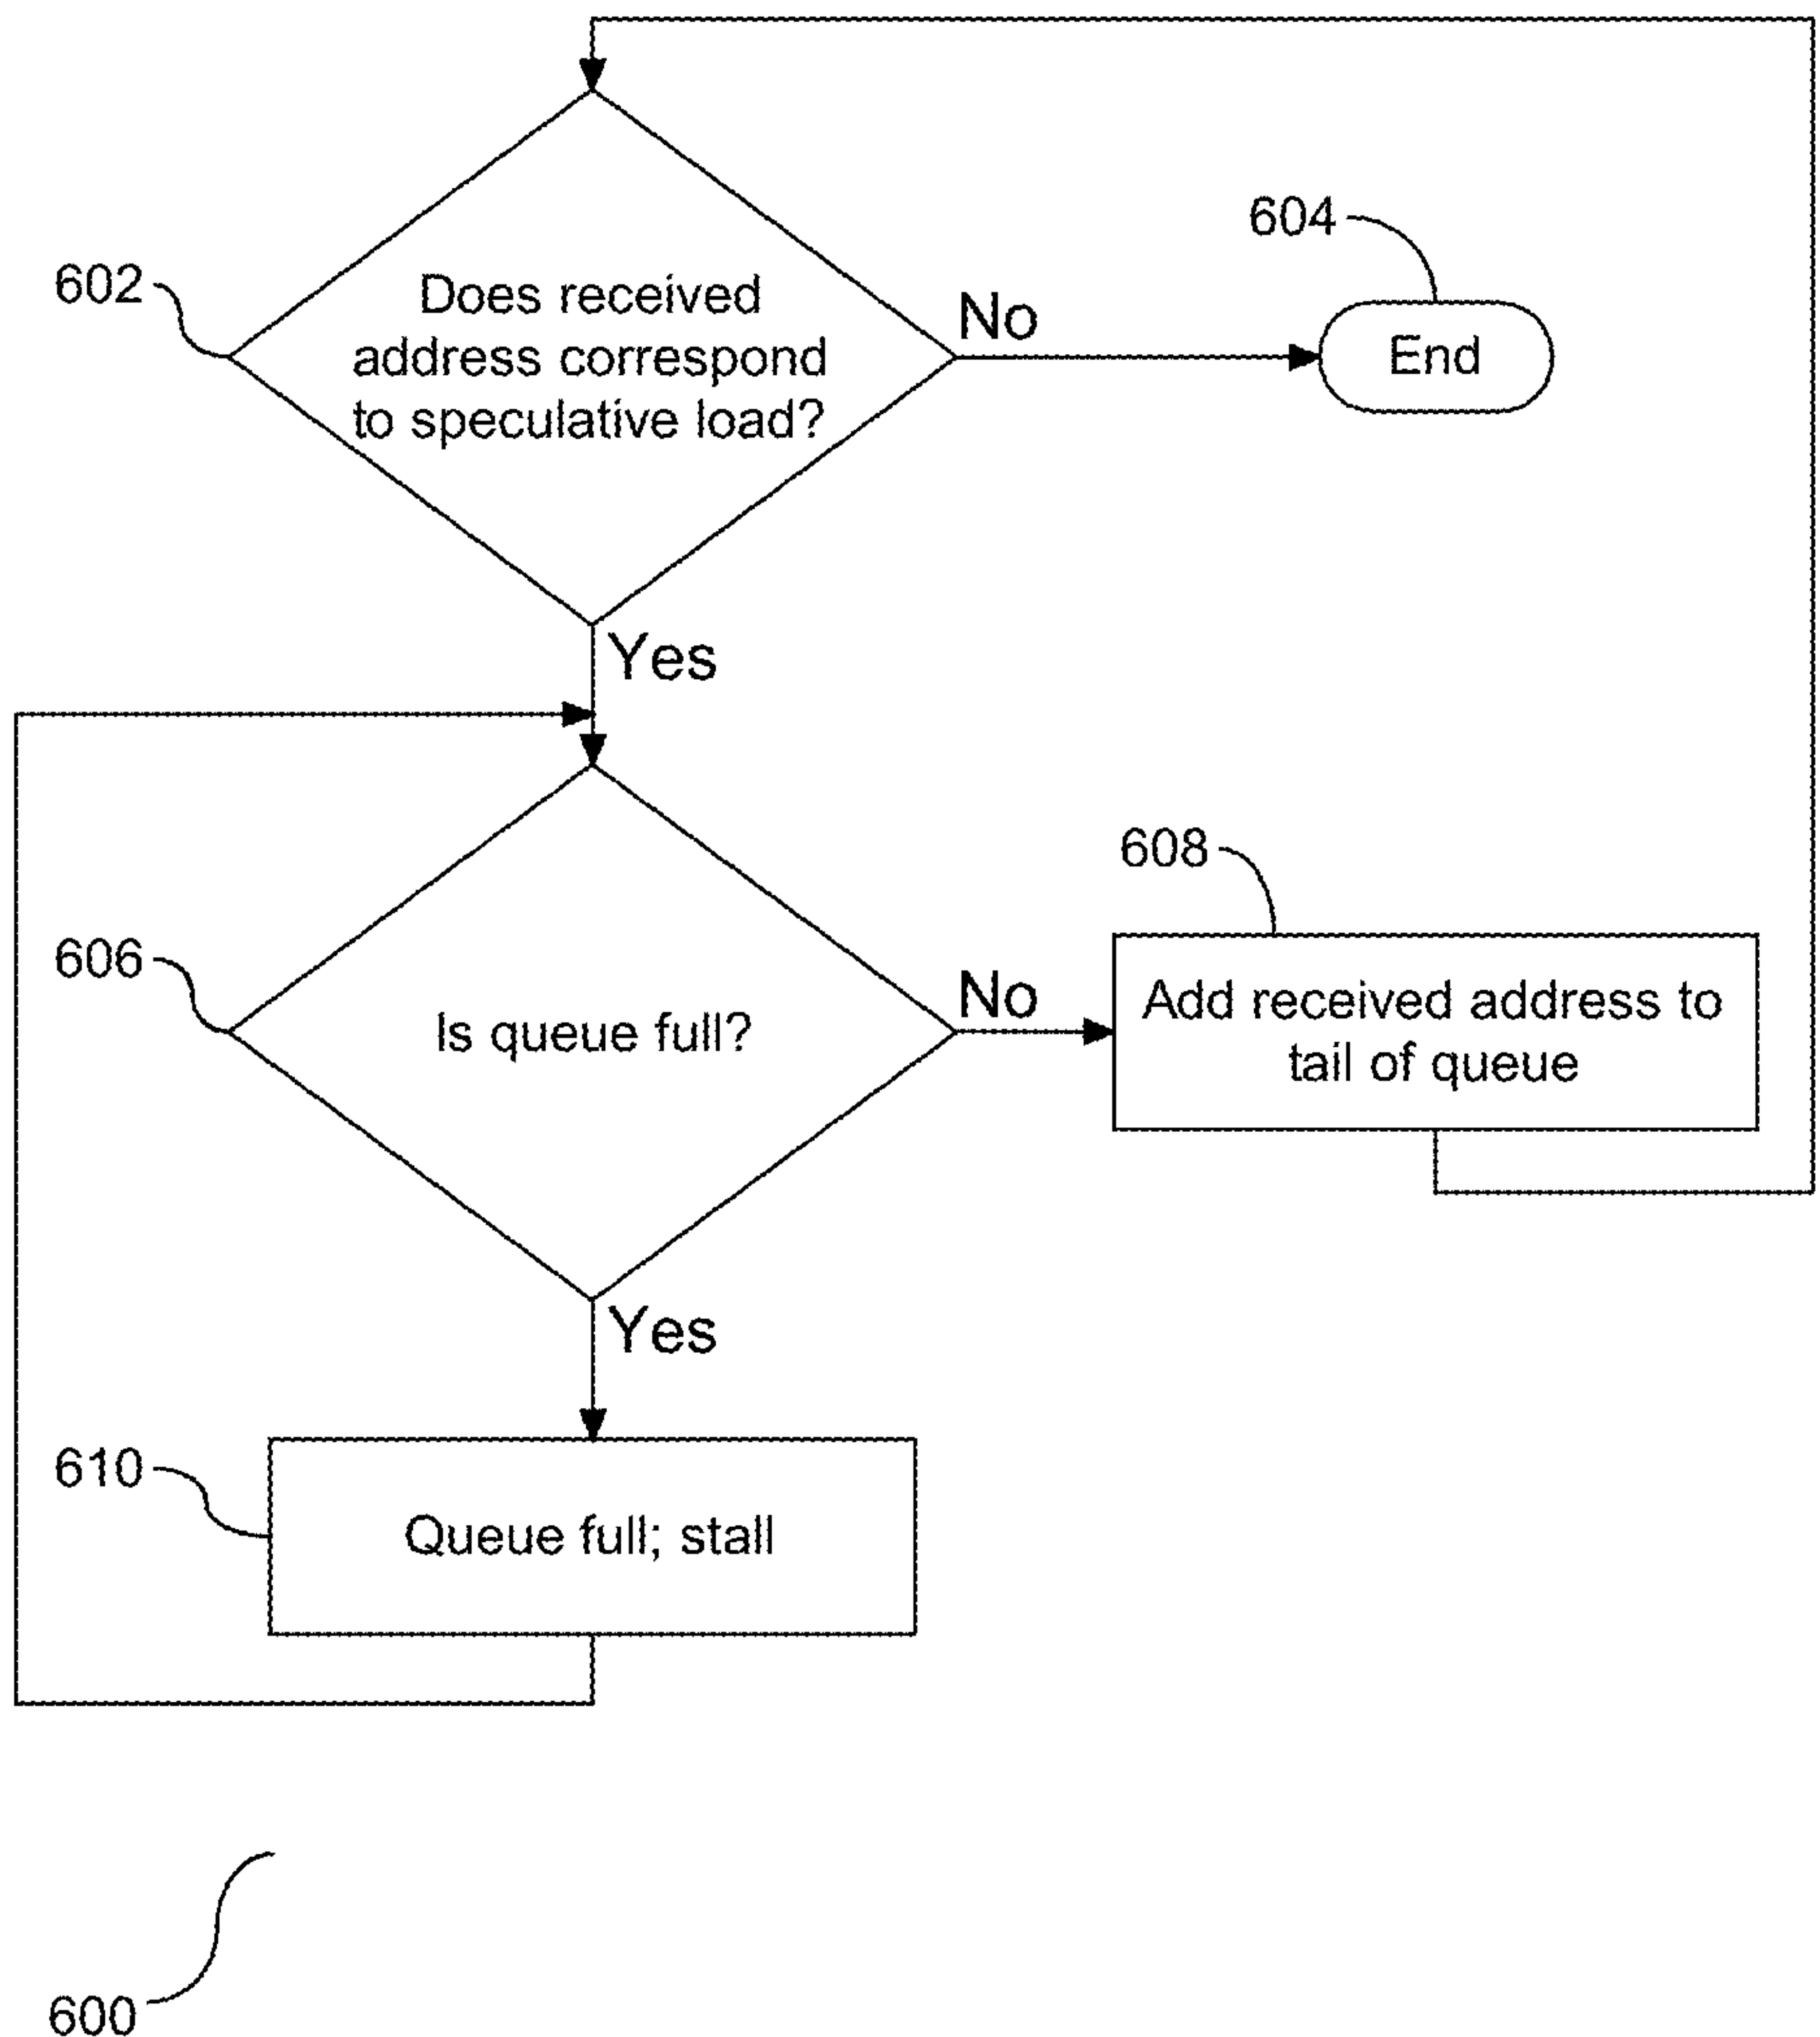 604
602
Does received
address correspond
to speculative load?
No
End
Yes
608
606
Is queue full?
No
Add received address to
tail of queue
Yes
610
Queue full; stall
600